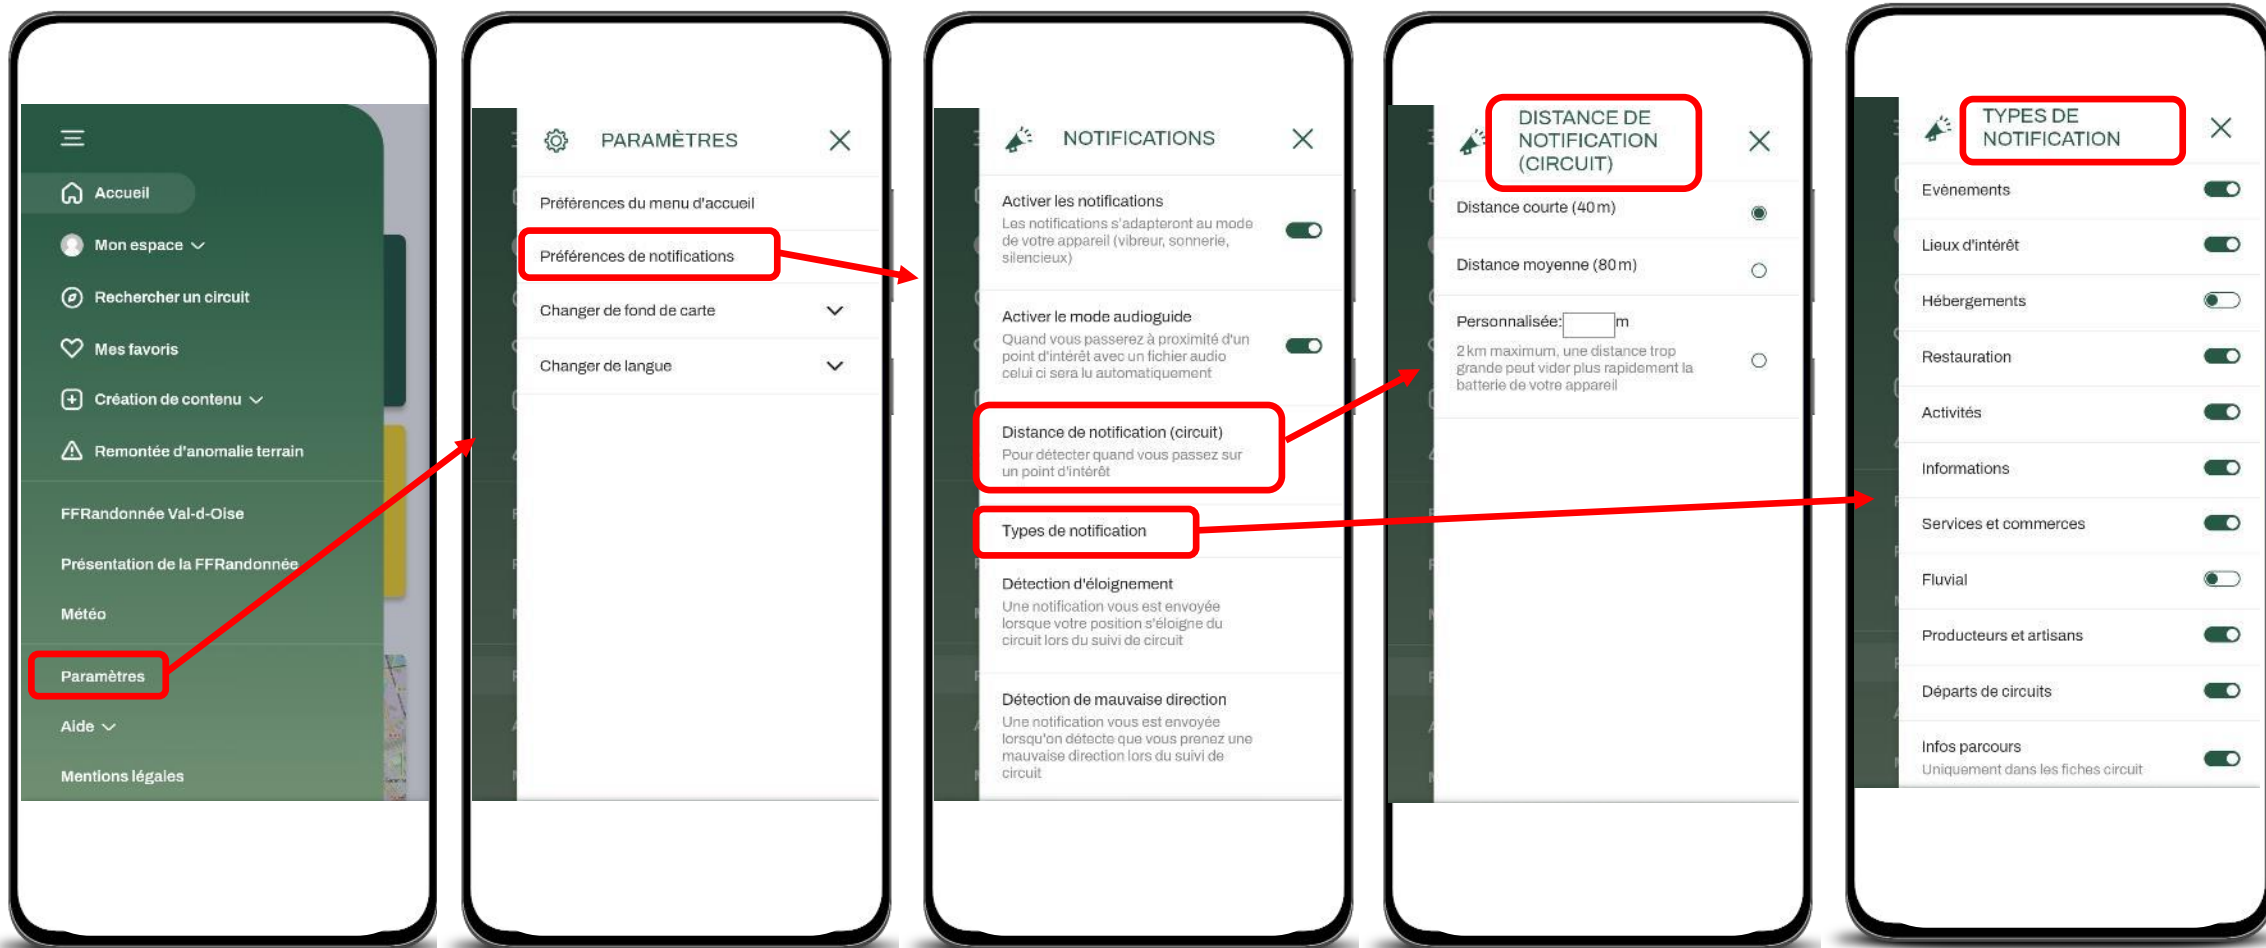 Accueil
Mon espace
Rechercher un circuit
Mes favoris
Création de contenu
Remontée d'anomalie terrain
FFRandonnée Val-d-Oise
Présentation de la FFRandonnée
Météo
Paramètres
Aide
Mentions légales
PARAMÈTRES
Préférences du menu d'accueil
Préférences de notifications
Changer de fond de carte
Changer de langue
NOTIFICATIONS
Activer les notifications
Les notifications s'adapteront au mode
de votre appareil (vibreur, sonnerie,
silencieux)
Activer le mode audioguide
Quand vous passerez à proximité d'un
point d'intérêt avec un fichier audio
celui ci sera lu automatiquement
Distance de notification (circuit)
Pour détecter quand vous passez sur
un point d'intérêt
Types de notification
Détection d'éloignement
Une notification vous est envoyée
lorsque votre position s'éloigne du
circuit lors du suivi de circuit
Détection de mauvaise direction
Une notification vous est envoyée
lorsqu'on détecte que vous prenez une
mauvaise direction lors du suivi de
circuit
DISTANCE DE
NOTIFICATION
(CIRCUIT)
Distance courte (40 m)
Distance moyenne (80 m)
Personnalisée: m
2 km maximum, une distance trop
grande peut vider plus rapidement la
batterie de votre appareil
TYPES DE
NOTIFICATION
Evènements
Lieux d'intérêt
Hébergements
Restauration
Activités
Informations
Services et commerces
Fluvial
Producteurs et artisans
Départs de circuits
Infos parcours
Uniquement dans les fiches circuit